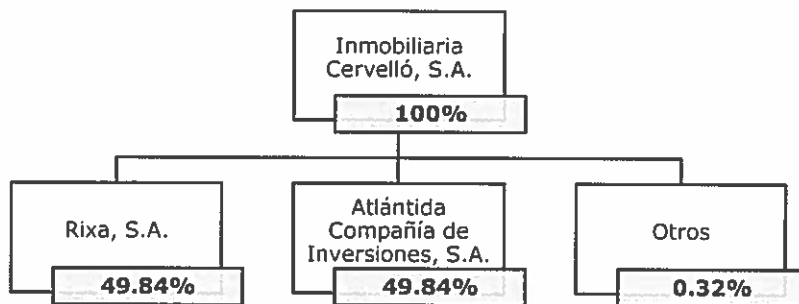 Inmobiliaria
Cervelló, S.A.
100%
Rixa, S.A.
49.84%
Atlántida
Compañía de
Inversiones, S.A.
49.84%
Otros
0.32%